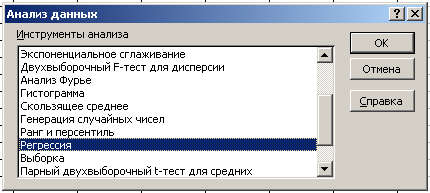 Анализ данных
Инструменты анализа
Экспоненциальное сглаживание
Двухвыборочный F-тест для дисперсии
Анализ Фурье
Гистограмма
Скользящее среднее
Генерация случайных чисел
Ранг и персентиль
Регрессия
Выборка
Парный двухвыборочный t-тест для средних
OK
Отмена
Справка